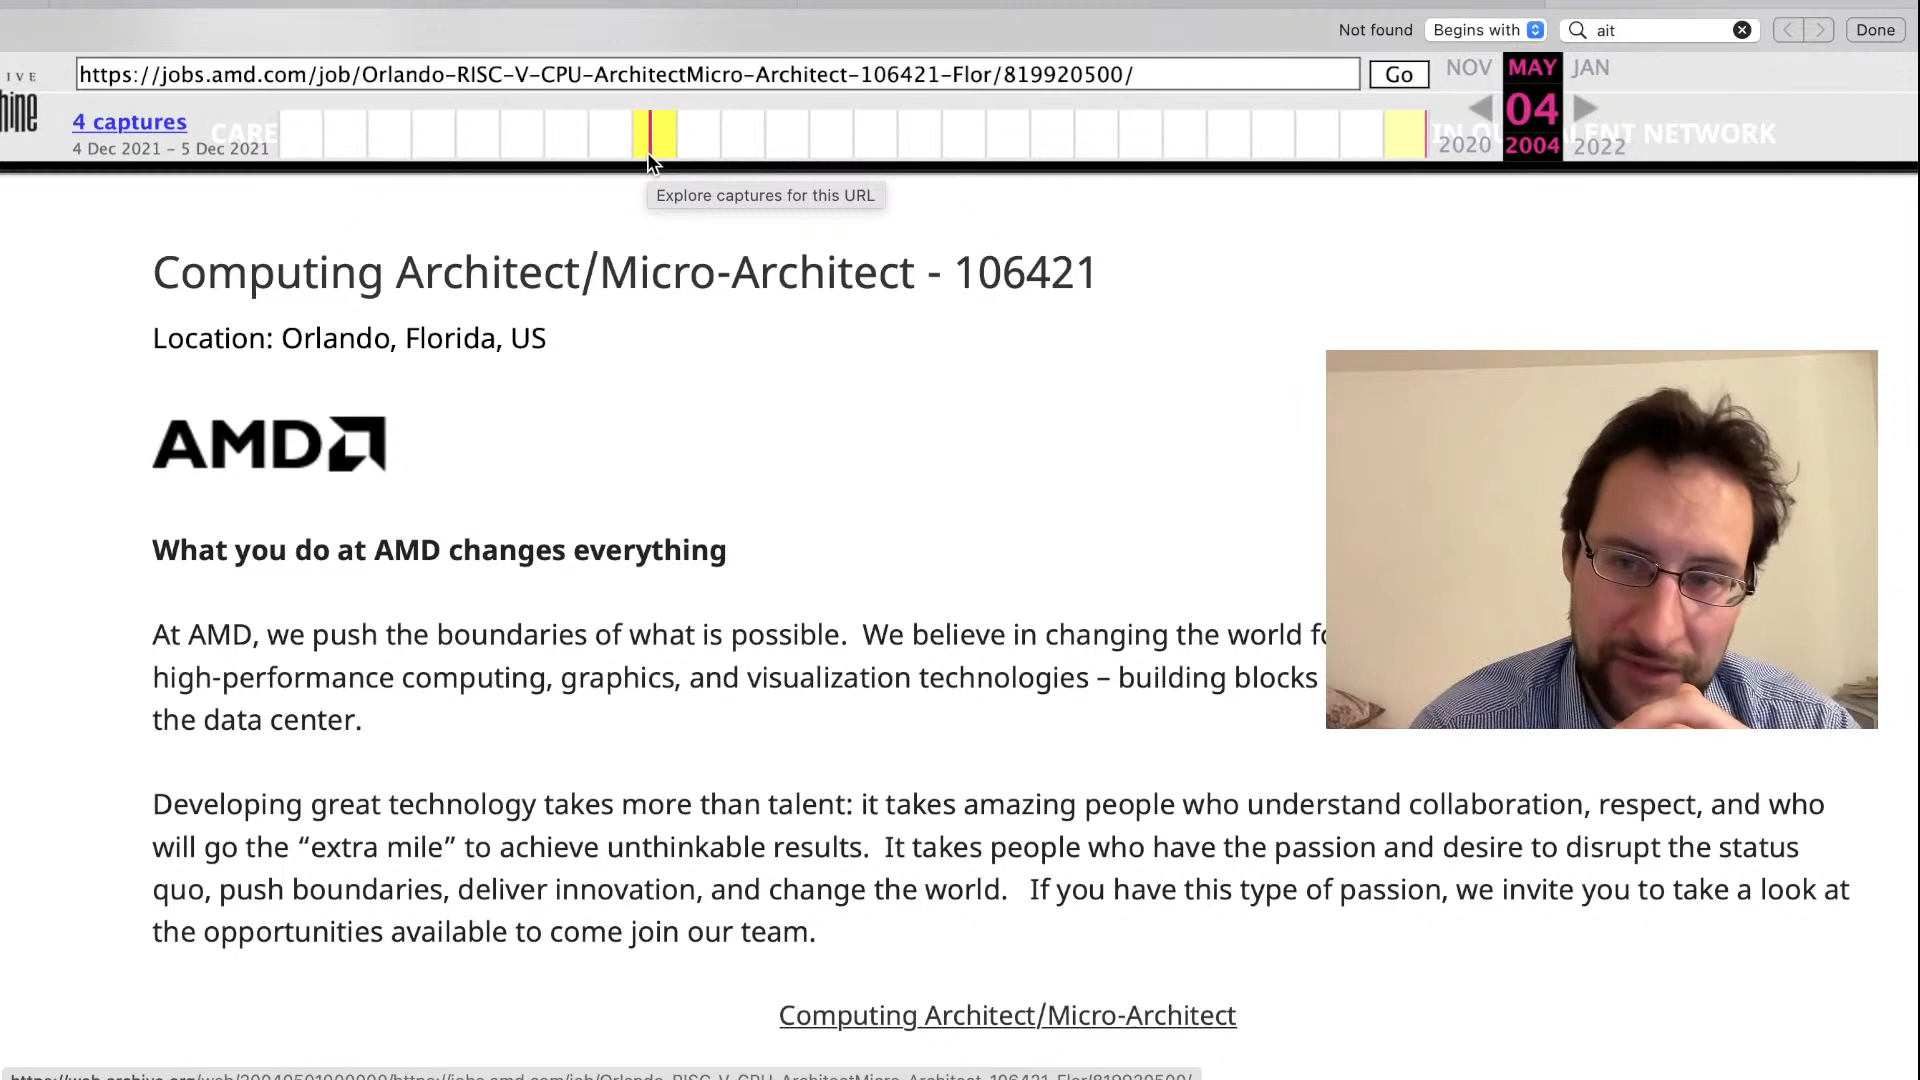 Not found Begins with ait Done
IVE
https://jobs.amd.com/job/Orlando-RISC-V-CPU-ArchitectMicro-Architect-106421-Flor/819920500/ Go
NOV MAY JAN
hine
4 captures
4 Dec 2021 – 5 Dec 2021
CARE
04
IN OU ALENT NETWORK
2020 2004 2022
Explore captures for this URL
Computing Architect/Micro-Architect - 106421
Location: Orlando, Florida, US
AMD
What you do at AMD changes everything
At AMD, we push the boundaries of what is possible. We believe in changing the world fo
high-performance computing, graphics, and visualization technologies – building blocks
the data center.
Developing great technology takes more than talent: it takes amazing people who understand collaboration, respect, and who
will go the “extra mile” to achieve unthinkable results. It takes people who have the passion and desire to disrupt the status
quo, push boundaries, deliver innovation, and change the world. If you have this type of passion, we invite you to take a look at
the opportunities available to come join our team.
Computing Architect/Micro-Architect